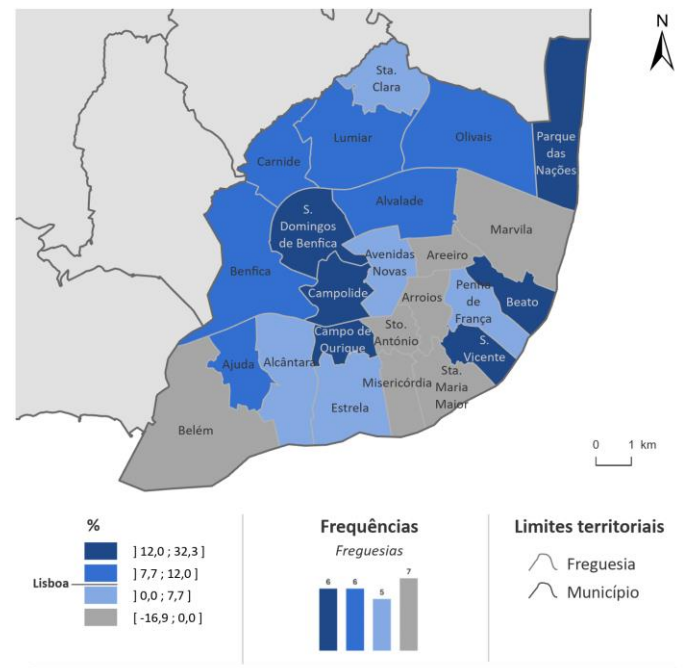 N
Sta.
Clara
Lumiar
Olivais
Parque
das
Nações
Carnide
S.
Domingos
de Benfica
Alvalade
Marvila
Benfica
Avenidas
Novas
Areeiro
Campolide
Arroios
Penha
de
França
Beato
Campo de
Ourique
Sto.
António
S.
Vicente
Ajuda
Alcântara
Misericórdia
Sta.
Maria
Maior
Estrela
Belém
0 1 km
%
] 12,0 ; 32,3 ]
] 7,7 ; 12,0 ]
Lisboa
] 0,0 ; 7,7 ]
[ -16,9 ; 0,0 ]
Frequências
Freguesias
6 6 5 7
Limites territoriais
Freguesia
Município